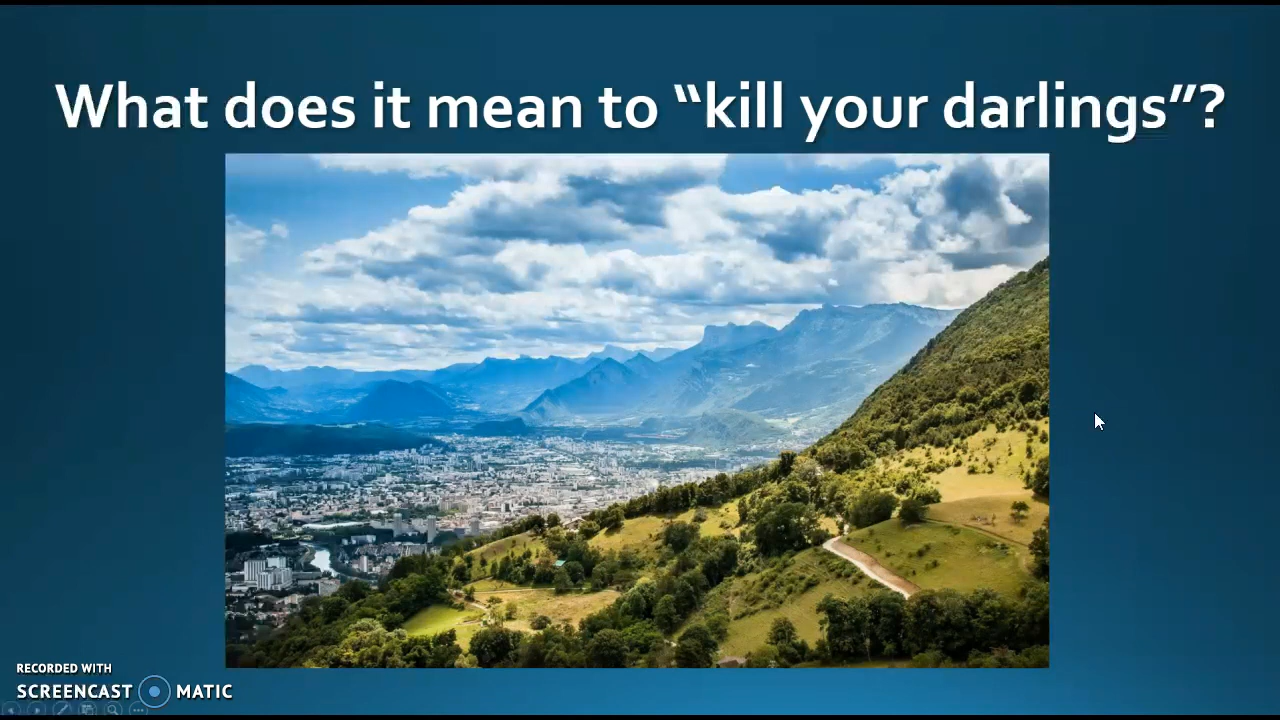 What does it mean to “kill your darlings”?
RECORDED WITH
SCREENCAST MATIC